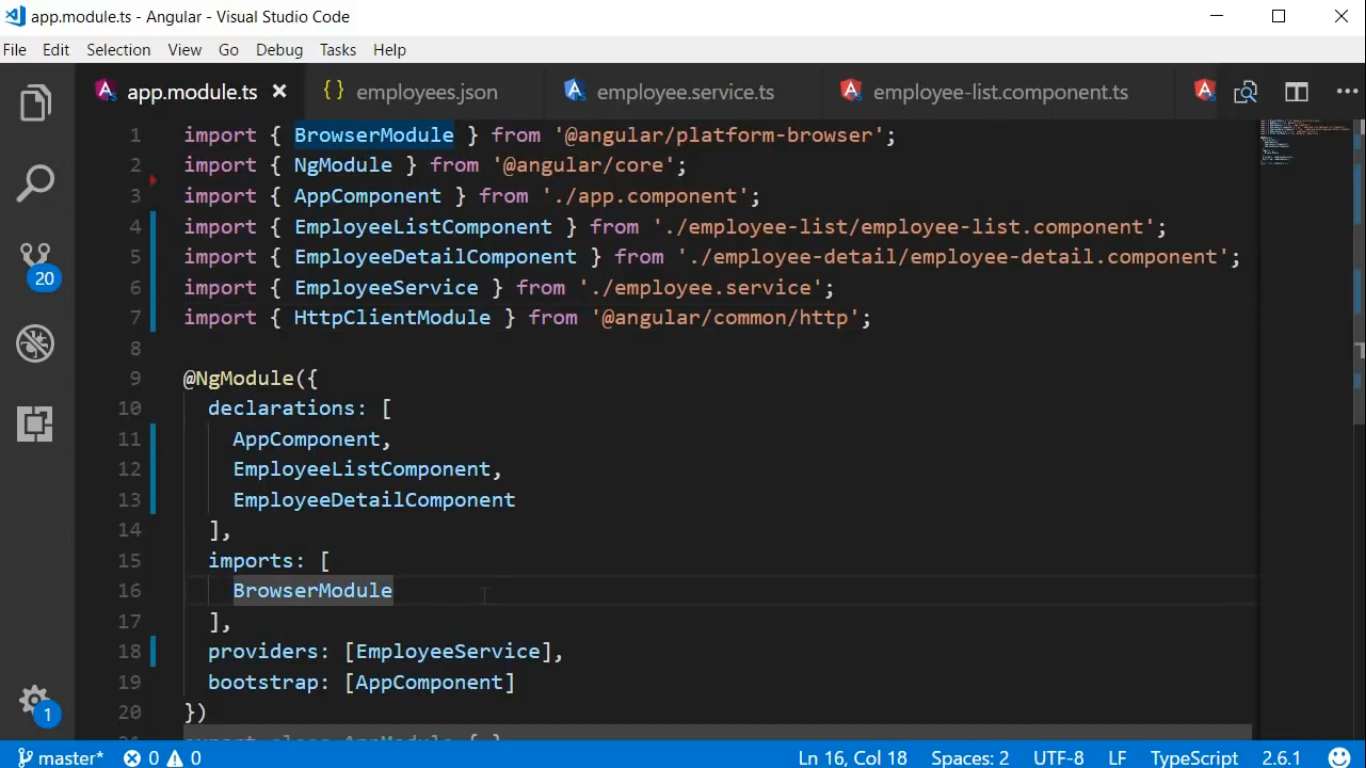 app.module.ts - Angular - Visual Studio Code
File Edit Selection View Go Debug Tasks Help
app.module.ts employees.json employee.service.ts employee-list.component.ts
1 import { BrowserModule } from '@angular/platform-browser';
2 import { NgModule } from '@angular/core';
3 import { AppComponent } from './app.component';
4 import { EmployeeListComponent } from './employee-list/employee-list.component';
5 import { EmployeeDetailComponent } from './employee-detail/employee-detail.component';
6 import { EmployeeService } from './employee.service';
7 import { HttpClientModule } from '@angular/common/http';
8
9 @NgModule({
10 declarations: [
11 AppComponent,
12 EmployeeListComponent,
13 EmployeeDetailComponent
14 ],
15 imports: [
16 BrowserModule
17 ],
18 providers: [EmployeeService],
19 bootstrap: [AppComponent]
20 })
20
1
master* 0 0 Ln 16, Col 18 Spaces: 2 UTF-8 LF TypeScript 2.6.1